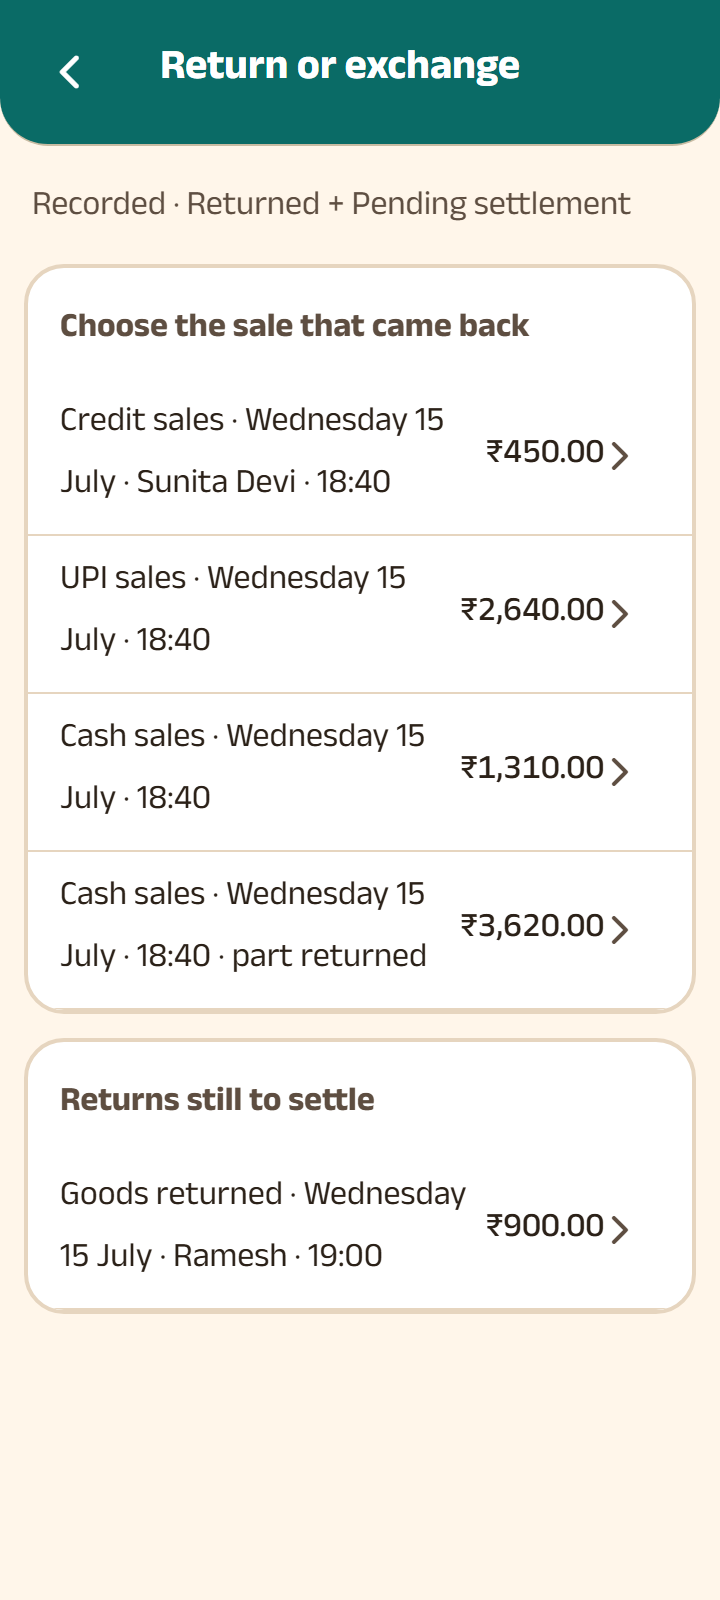 Return or exchange
Recorded · Returned + Pending settlement
Choose the sale that came back
Credit sales · Wednesday 15
July · Sunita Devi · 18:40
₹450.00
UPI sales · Wednesday 15
July · 18:40
₹2,640.00
Cash sales · Wednesday 15
July · 18:40
₹1,310.00
Cash sales · Wednesday 15
July · 18:40 · part returned
₹3,620.00
Returns still to settle
Goods returned · Wednesday
15 July · Ramesh · 19:00
₹900.00